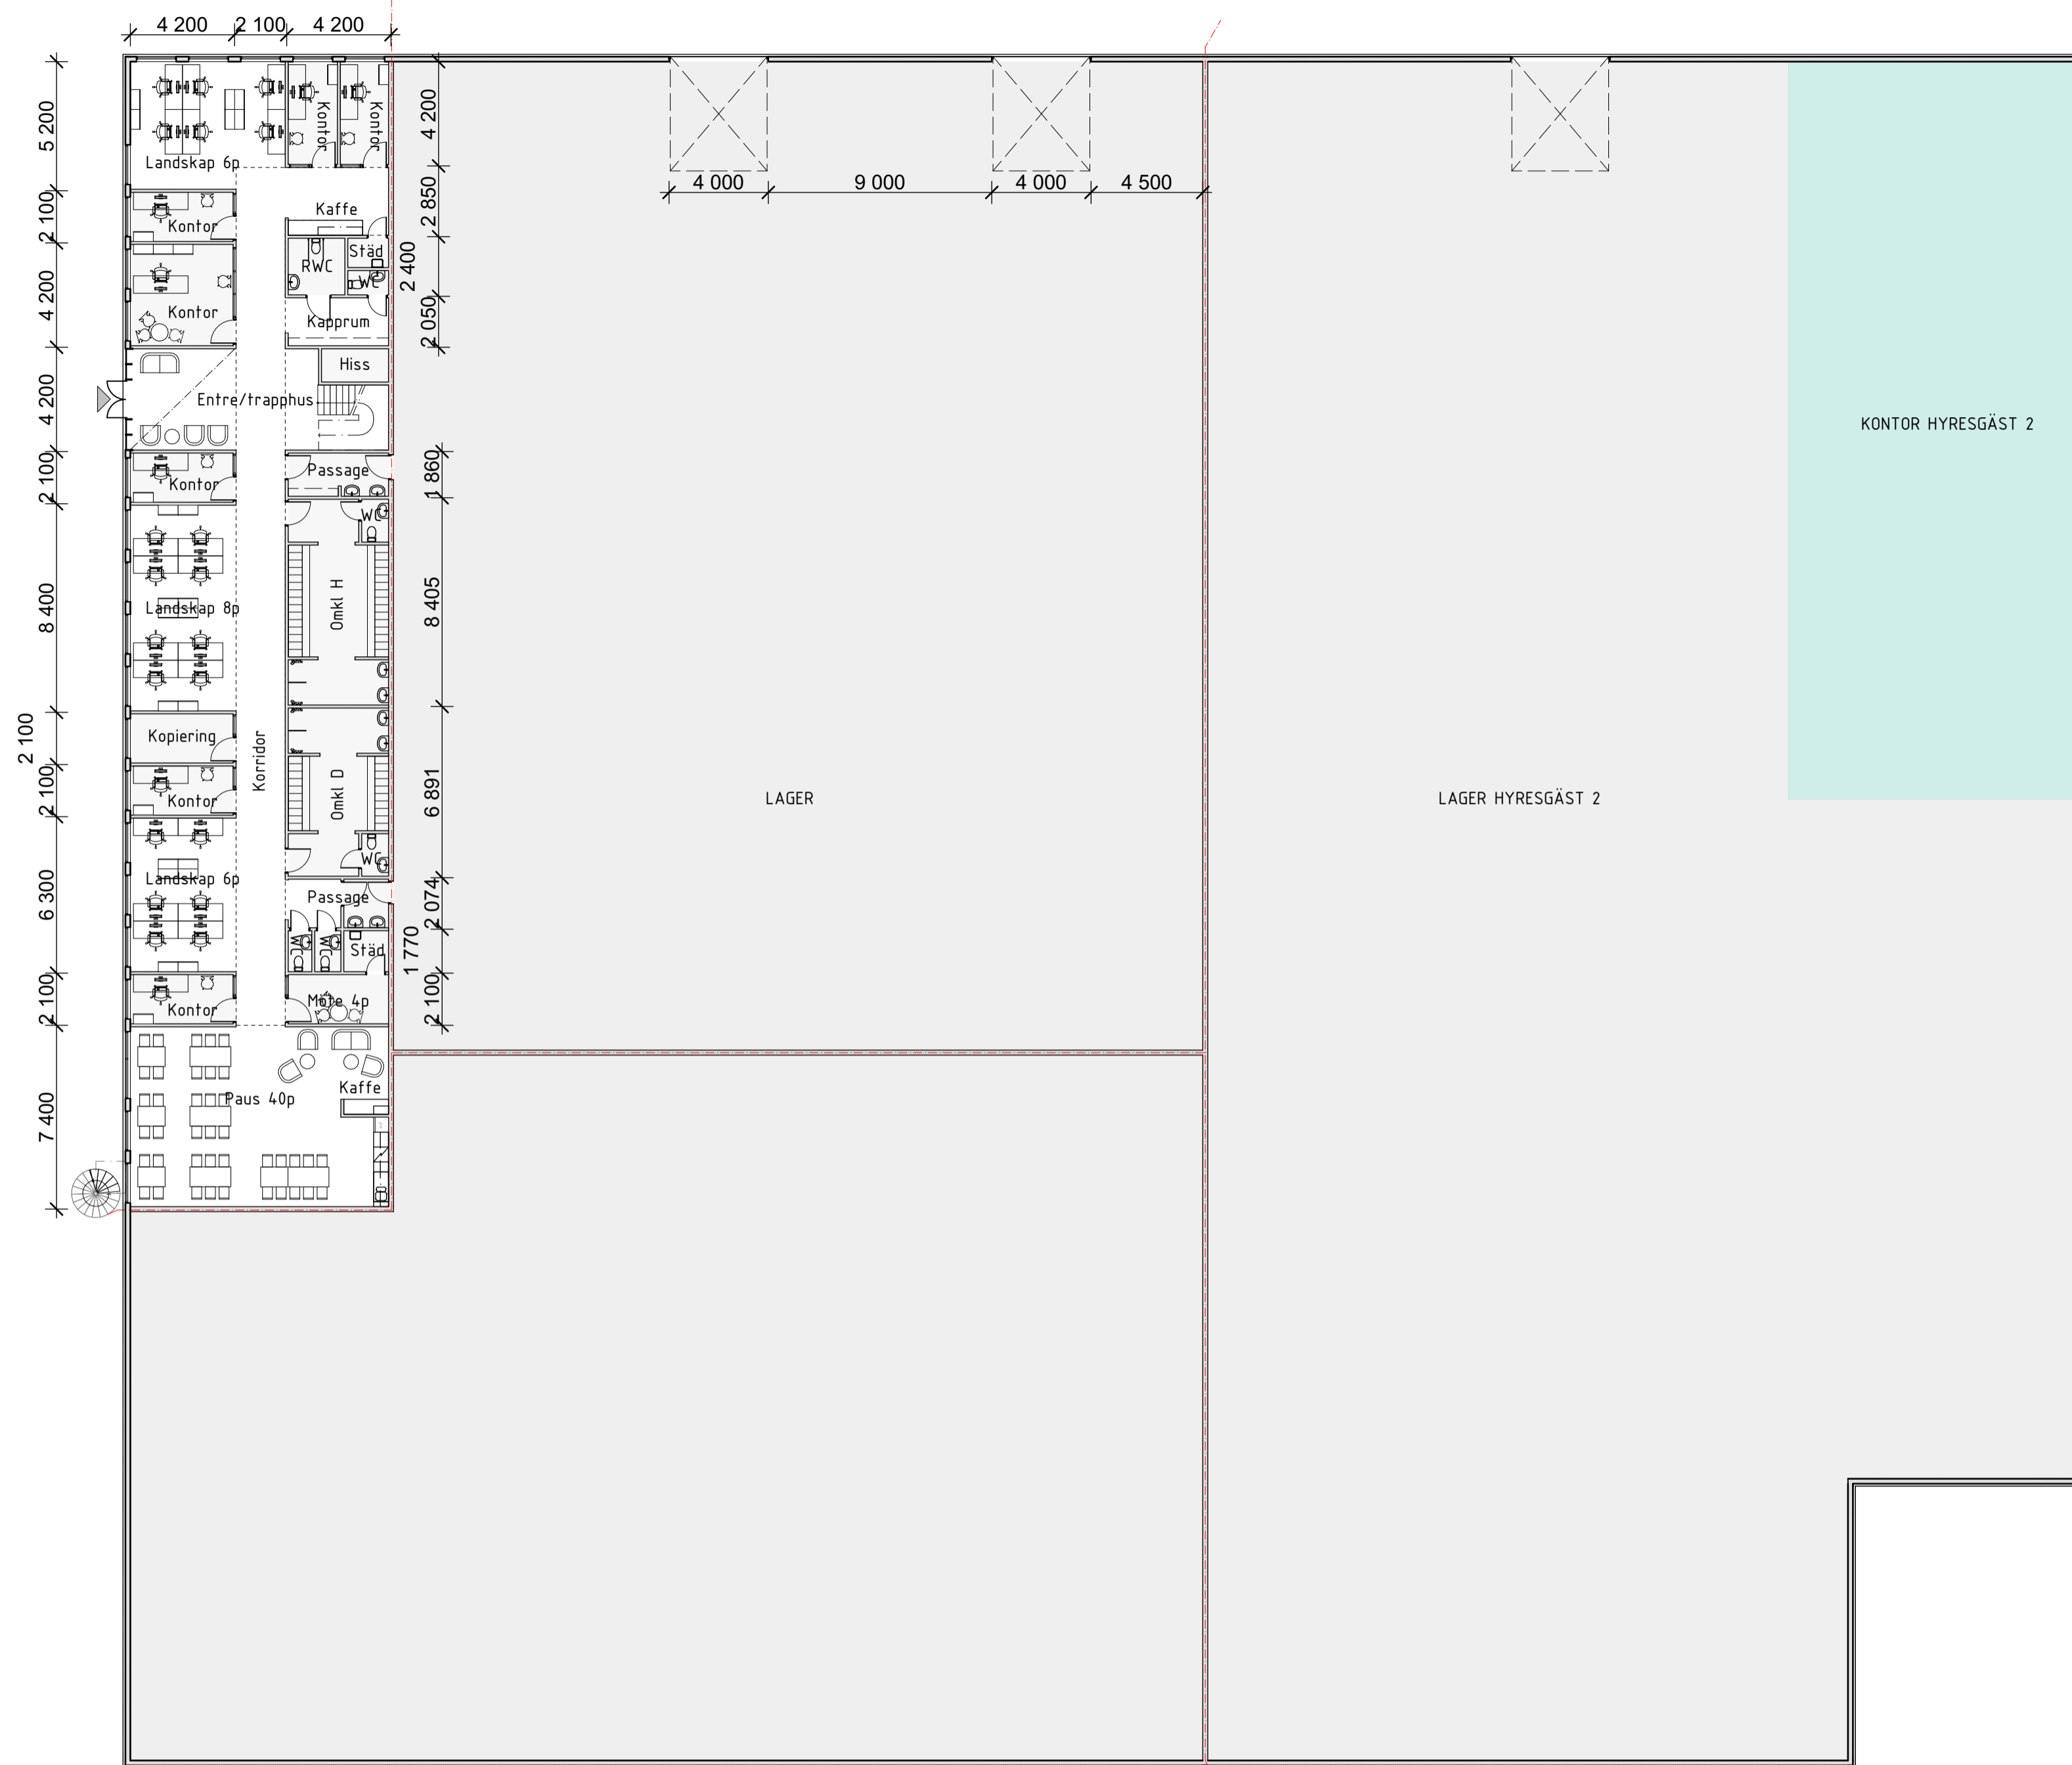 4 200
2 100
4 200
5 200
2 100
4 200
4 200
2 100
8 400
2 100
2 100
6 300
2 100
7 400
Landskap 6p
Kontor
Kontor
Kontor
Kaffe
RWC
Städ
WC
Kontor
Kapprum
Hiss
Entre/trapphus
Kontor
Passage
WC
Omkl H
Landskap 8p
Kopiering
Korridor
Kontor
Omkl D
WC
Landskap 6p
Passage
WC
WC
Städ
Kontor
Möte 4p
Kaffe
Paus 40p
4 200
2 850
2 400
2 050
1 860
8 405
6 891
2 074
1 770
2 100
4 000
9 000
4 000
4 500
LAGER
LAGER HYRESGÄST 2
KONTOR HYRESGÄST 2